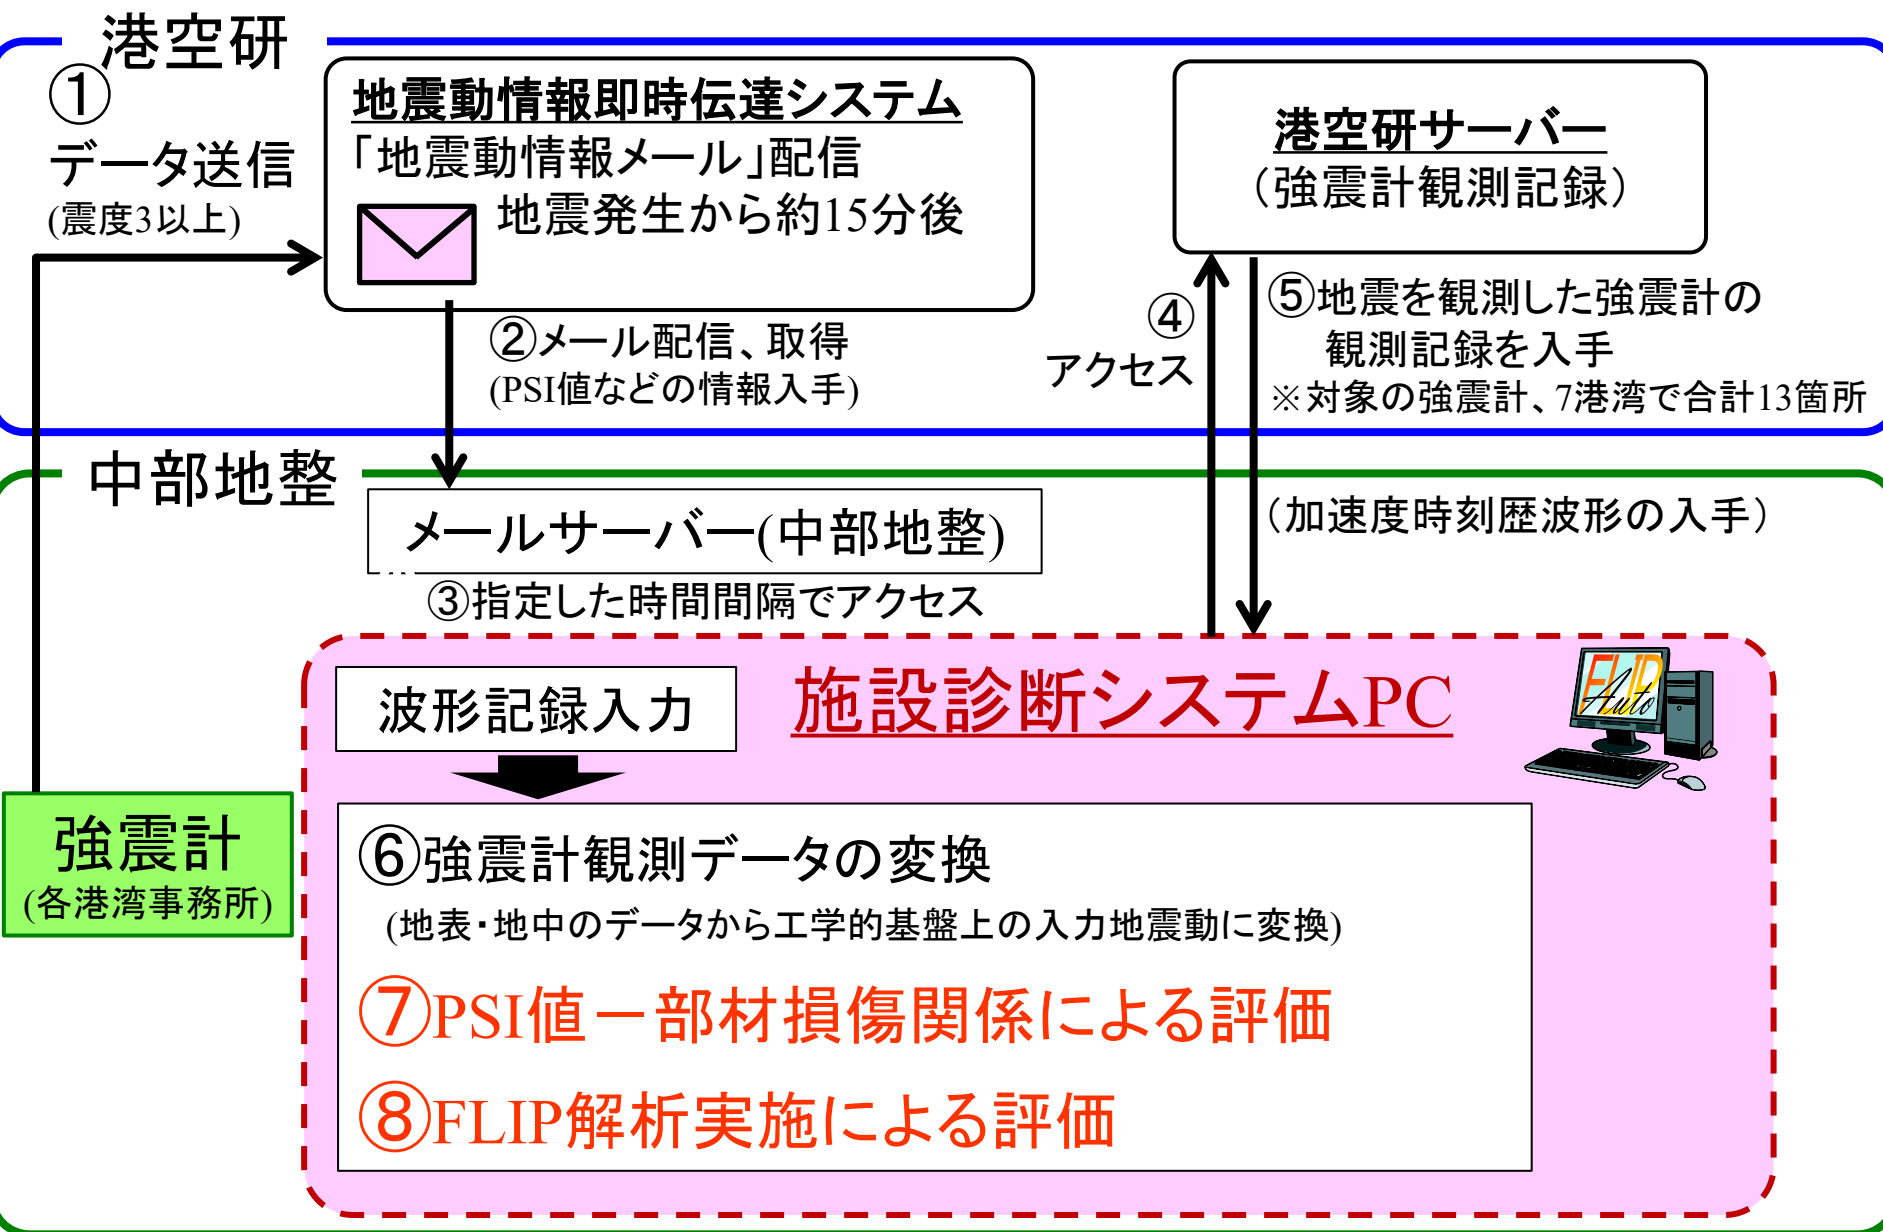 港空研
①
データ送信
(震度3以上)
地震動情報即時伝達システム
「地震動情報メール」配信
地震発生から約15分後
港空研サーバー
（強震計観測記録）
②メール配信、取得
(PSI値などの情報入手)
④
アクセス
⑤地震を観測した強震計の
観測記録を入手
※対象の強震計、7港湾で合計13箇所
中部地整
メールサーバー(中部地整)
（加速度時刻歴波形の入手）
③指定した時間間隔でアクセス
波形記録入力
施設診断システムPC
FLIP
Auto
強震計
(各港湾事務所)
⑥強震計観測データの変換
(地表・地中のデータから工学的基盤上の入力地震動に変換)
⑦PSI値－部材損傷関係による評価
⑧FLIP解析実施による評価